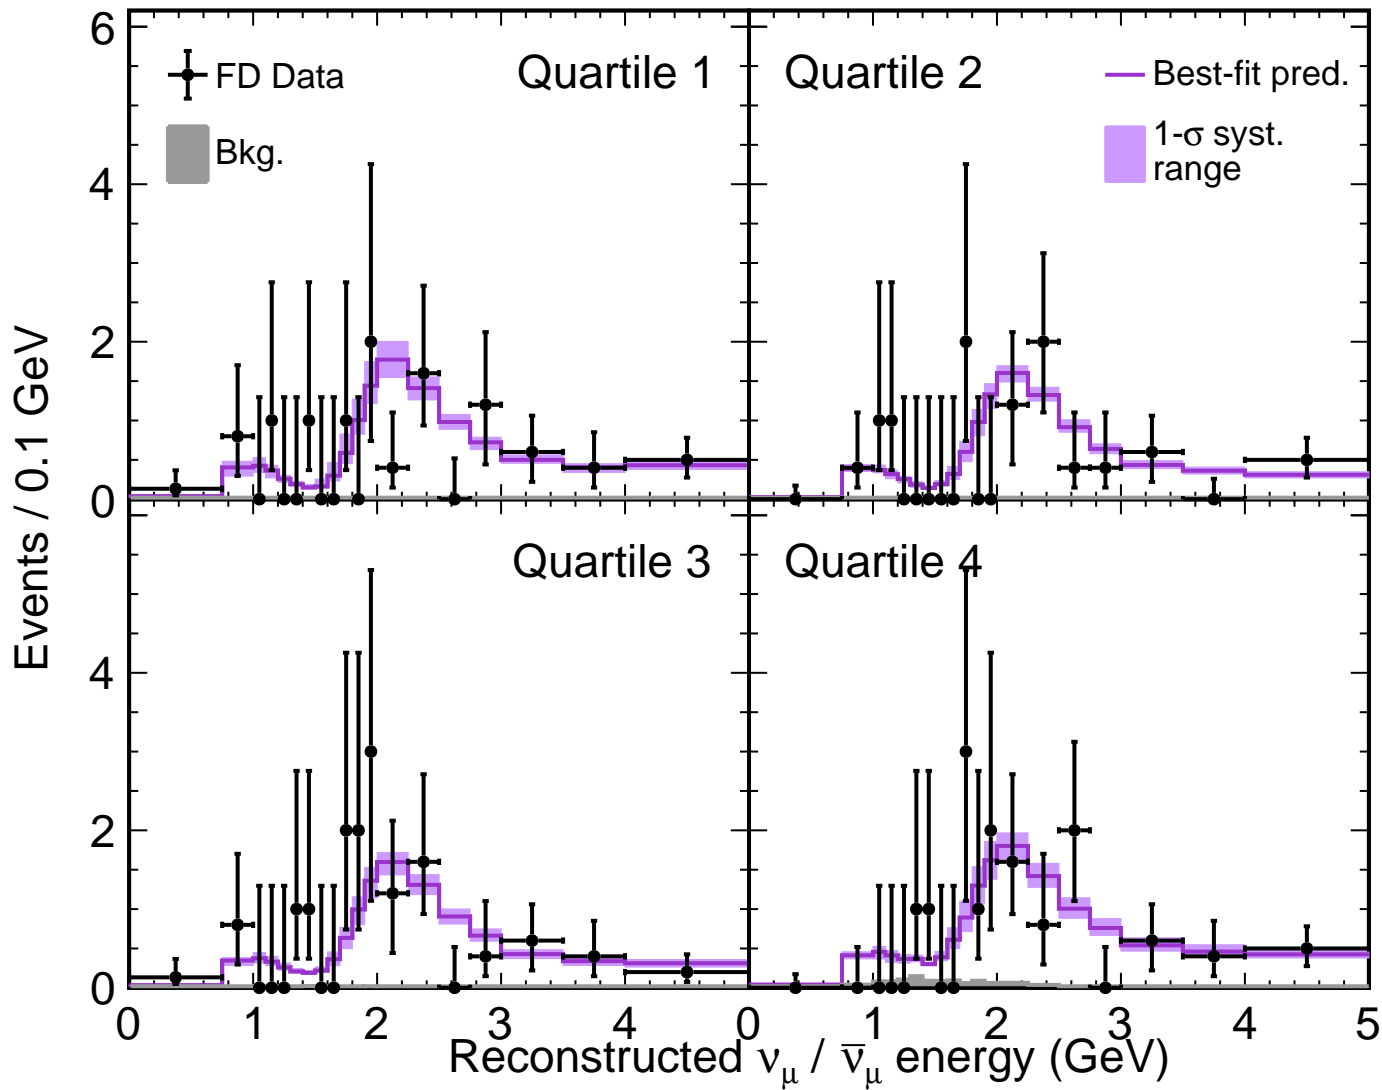 Events / 0.1 GeV
6
4
2
0
FD Data
Bkg.
Quartile 1
Quartile 2
Best-fit pred.
1-σ syst.
range
4
2
0
Quartile 3
Quartile 4
0 1 2 3 4 0 1 2 3 4 5
Reconstructed νμ / ν̅μ energy (GeV)